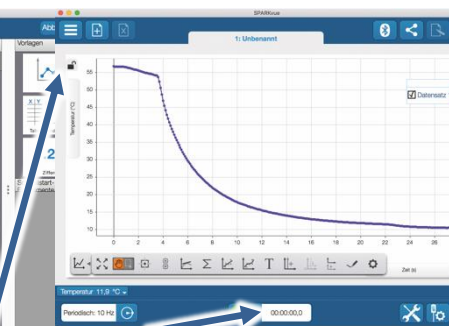 SPARKvue
Abb
1: Unbenannt
Vorlagen
Datensatz
Temperatur (°C)
55
50
45
40
35
30
25
20
15
10
0 2 4 6 8 10 12 14 16 18 20 22 24 26
X Y
Σ
T
Zeit (s)
Temperatur 11,9 °C
Periodisch: 10 Hz
00:00:00,0